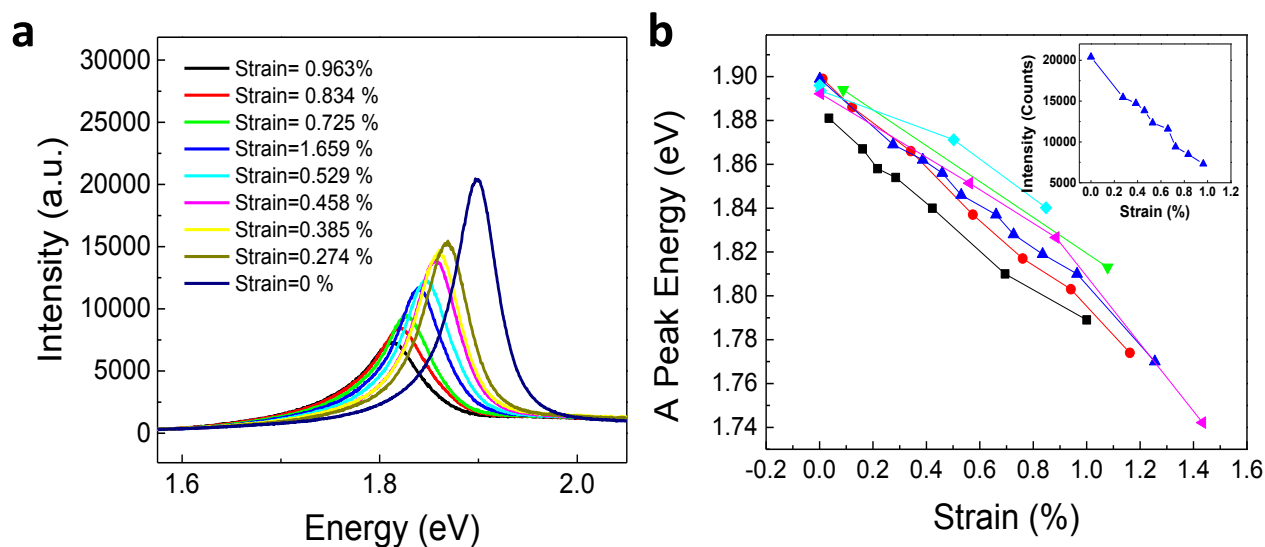 a
Intensity (a.u.)
30000
25000
20000
15000
10000
5000
0
Strain= 0.963%
Strain= 0.834 %
Strain= 0.725 %
Strain=1.659 %
Strain=0.529 %
Strain=0.458 %
Strain=0.385 %
Strain=0.274 %
Strain=0 %
1.6 1.8 2.0
Energy (eV)
b
A Peak Energy (eV)
1.90
1.88
1.86
1.84
1.82
1.80
1.78
1.76
1.74
-0.2 0.0 0.2 0.4 0.6 0.8 1.0 1.2 1.4 1.6
Strain (%)
Intensity (Counts)
20000
15000
10000
5000
0.0 0.2 0.4 0.6 0.8 1.0 1.2
Strain (%)